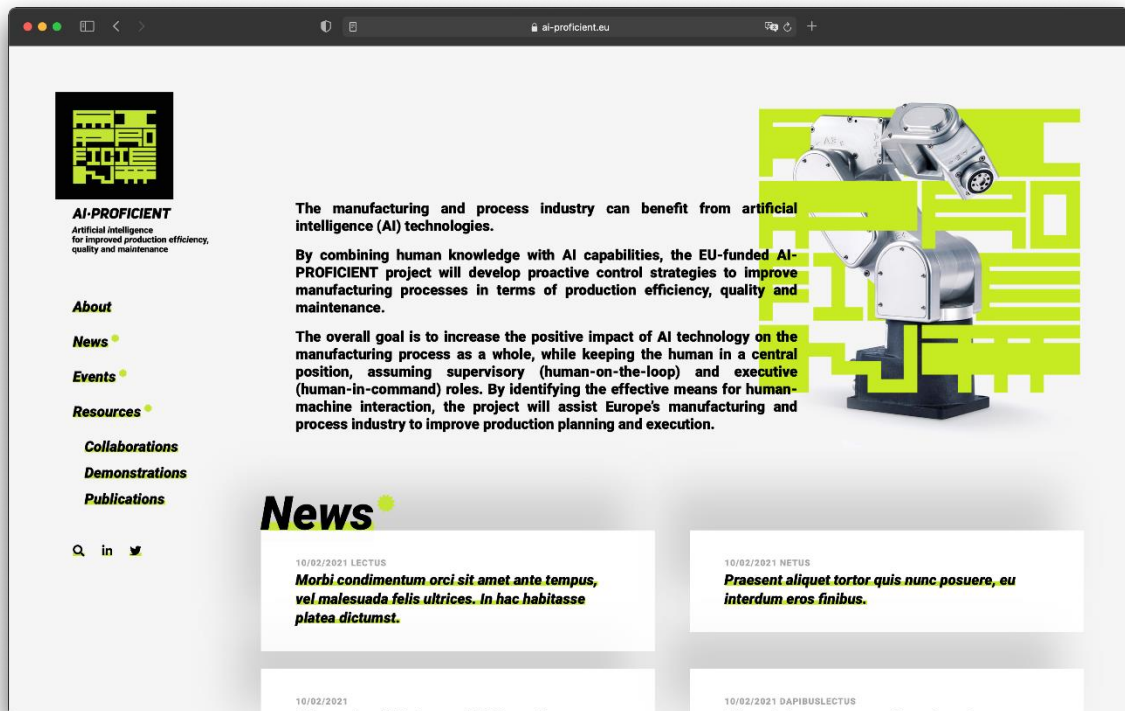 ai-proficient.eu
AI
PRO
FICIE
NT
AI·PROFICIENT
Artificial intelligence
for improved production efficiency,
quality and maintenance
About
News
Events
Resources
Collaborations
Demonstrations
Publications
in
The manufacturing and process industry can benefit from artificial
intelligence (AI) technologies.
By combining human knowledge with AI capabilities, the EU-funded AI-
PROFICIENT project will develop proactive control strategies to improve
manufacturing processes in terms of production efficiency, quality and
maintenance.
The overall goal is to increase the positive impact of AI technology on the
manufacturing process as a whole, while keeping the human in a central
position, assuming supervisory (human-on-the-loop) and executive
(human-in-command) roles. By identifying the effective means for human-
machine interaction, the project will assist Europe's manufacturing and
process industry to improve production planning and execution.
AI
PRO
FICIE
NT
News
10/02/2021 LECTUS
Morbi condimentum orci sit amet ante tempus,
vel malesuada felis ultrices. In hac habitasse
platea dictumst.
10/02/2021 NETUS
Praesent aliquet tortor quis nunc posuere, eu
interdum eros finibus.
10/02/2021
10/02/2021 DAPIBUSLECTUS